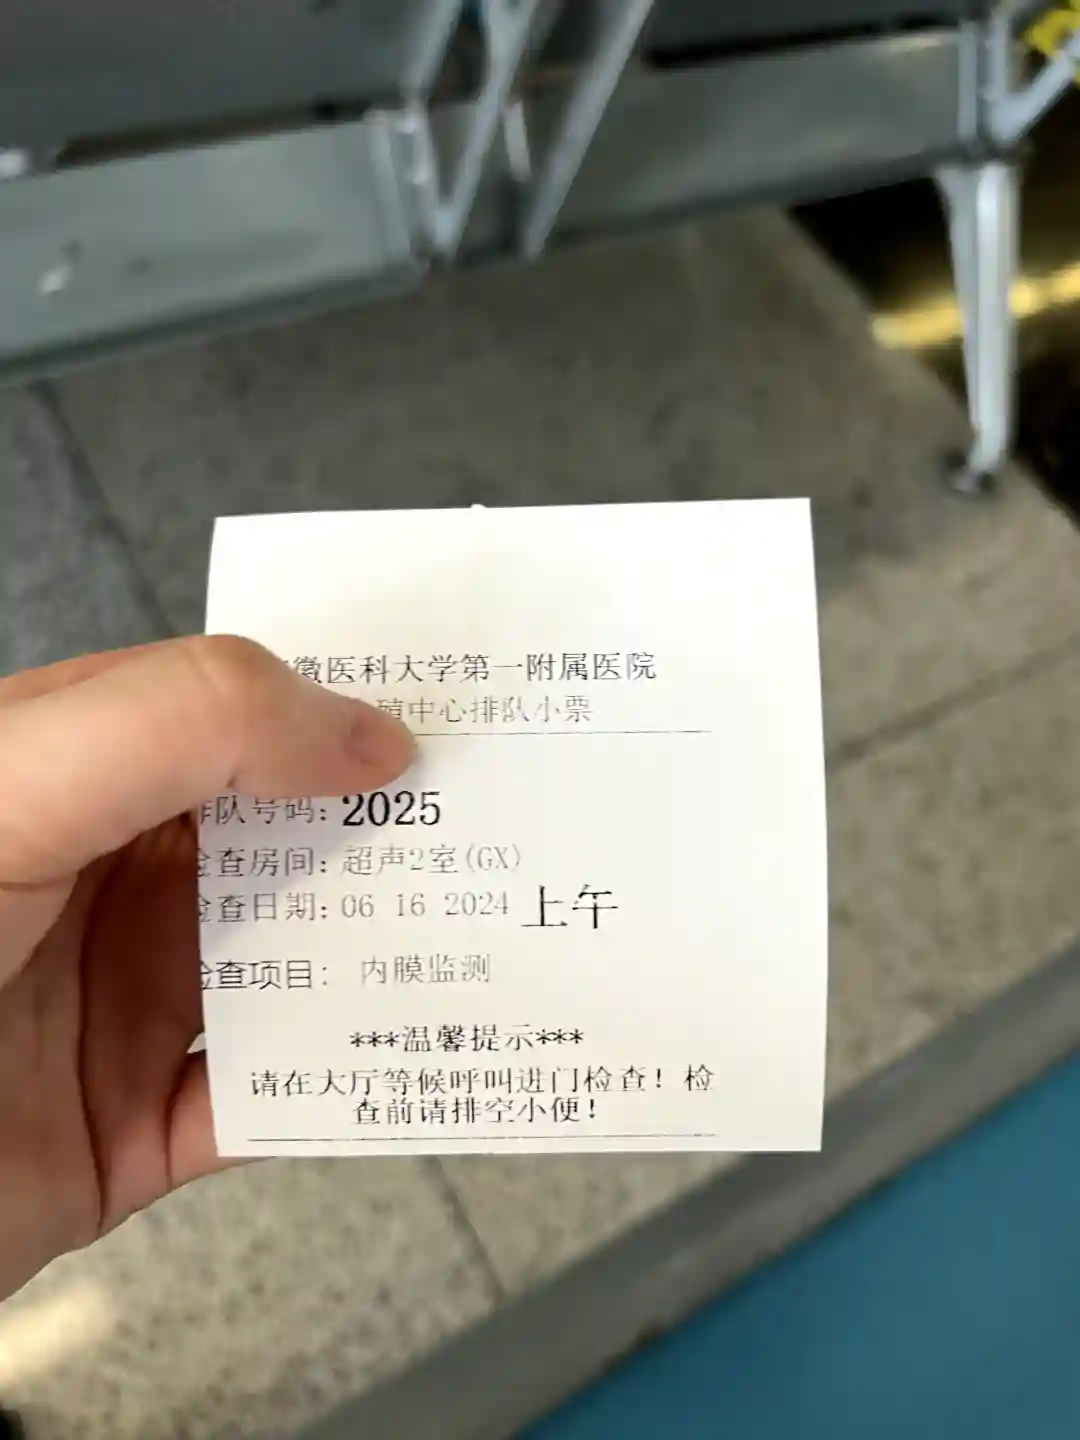 徽医科大学第一附属医院
殖中心排队小票
队号码: 2025
检查房间: 超声2室(GX)
检查日期: 06 16 2024 上午
检查项目: 内膜监测
***温馨提示***
请在大厅等候呼叫进门检查！检
查前请排空小便！